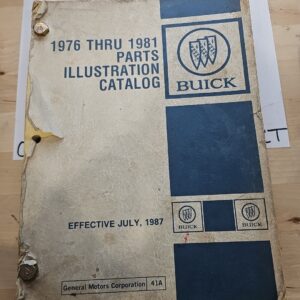 1976 THRU 1981
PARTS
ILLUSTRATION
CATALOG
BUICK
EFFECTIVE JULY, 1987
BUICK
BUICK
General Motors Corporation 41A